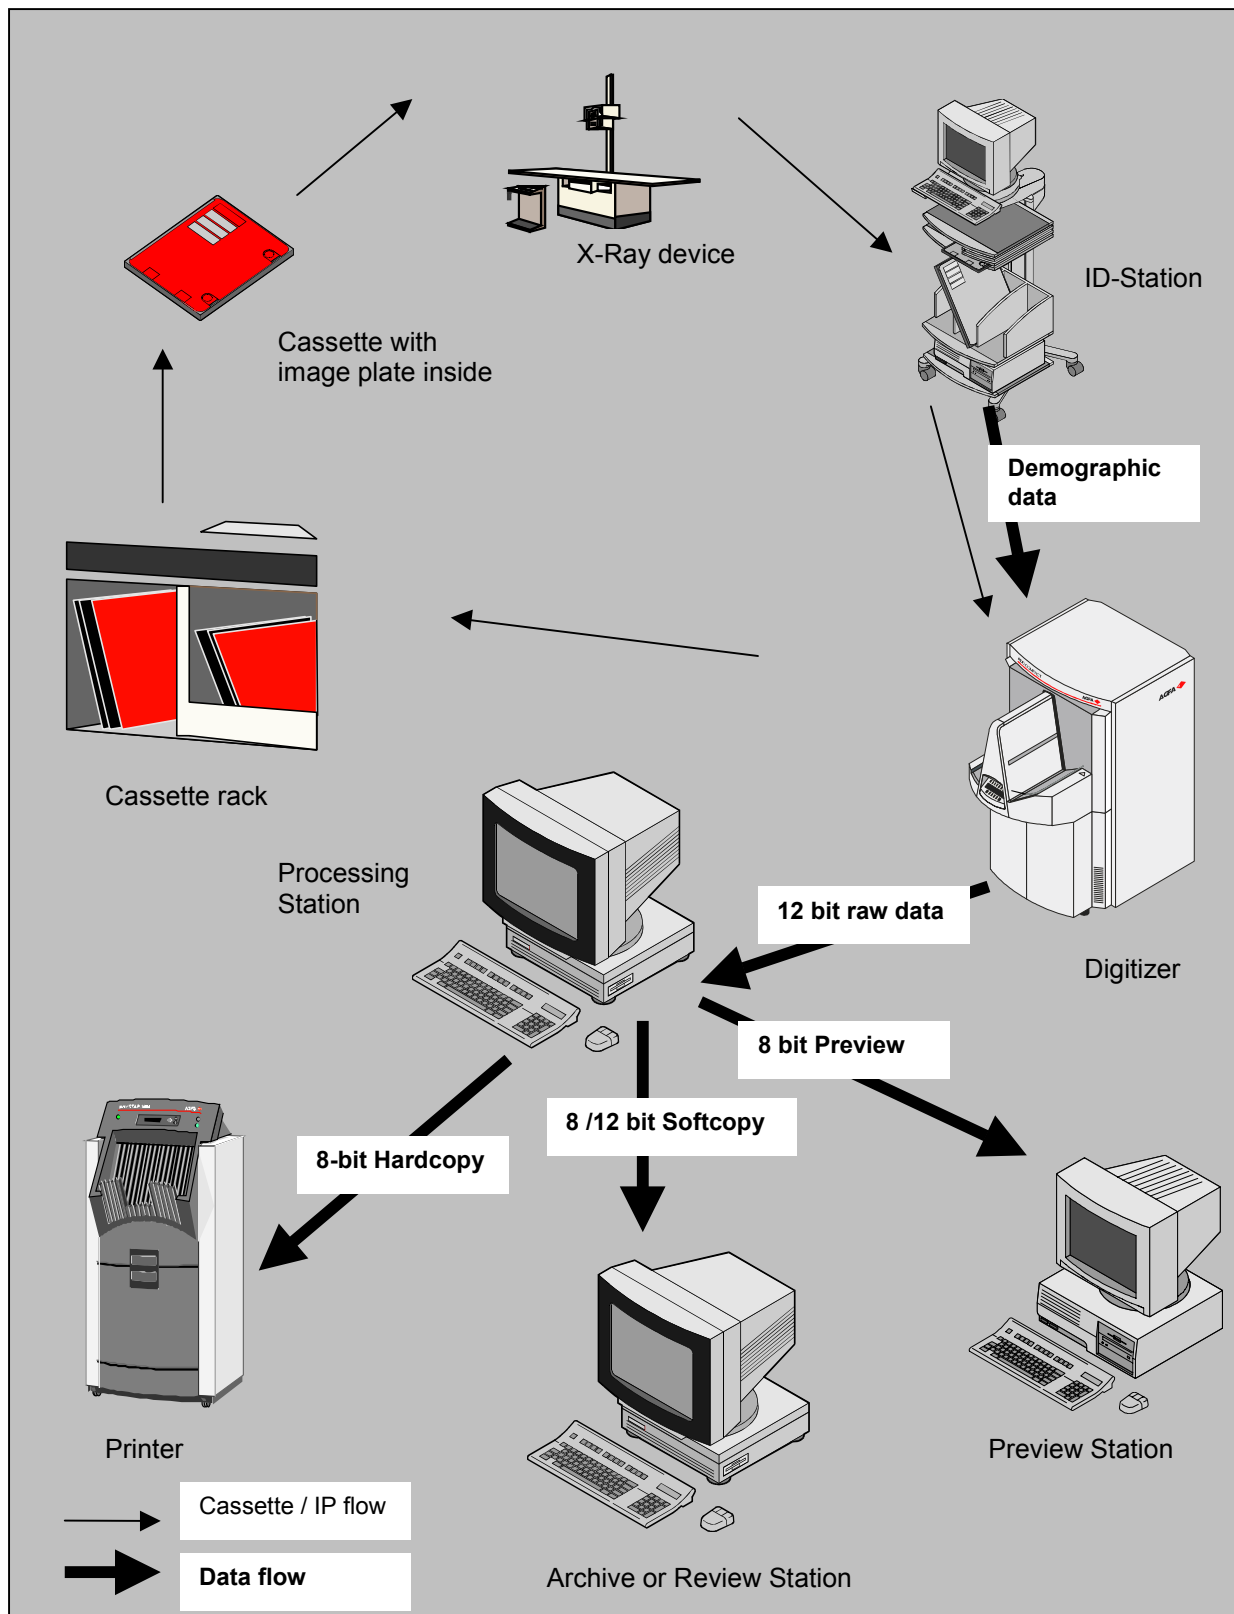 X-Ray device
ID-Station
Cassette with
image plate inside
Demographic
data
AGFA
AGFA
Cassette rack
Processing
Station
12 bit raw data
Digitizer
8 bit Preview
8 /12 bit Softcopy
8-bit Hardcopy
Printer
Preview Station
Cassette / IP flow
Data flow
Archive or Review Station